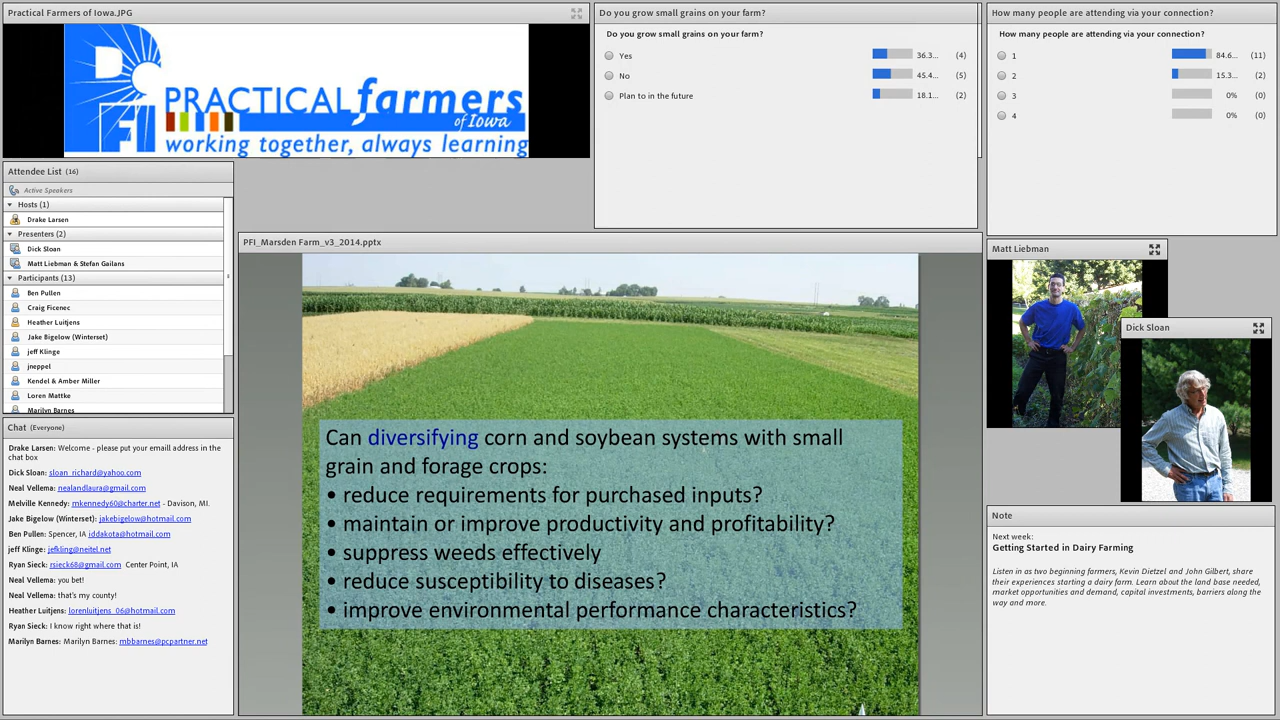 Practical Farmers of Iowa.JPG
PFI
PRACTICAL farmers
of Iowa
working together, always learning
Do you grow small grains on your farm?
Do you grow small grains on your farm?
Yes 36.3... (4)
No 45.4... (5)
Plan to in the future 18.1... (2)
How many people are attending via your connection?
How many people are attending via your connection?
1 84.6... (11)
2 15.3... (2)
3 0% (0)
4 0% (0)
Attendee List (16)
Active Speakers
Hosts (1)
Drake Larsen
Presenters (2)
Dick Sloan
Matt Liebman & Stefan Gailans
Participants (13)
Ben Pullen
Craig Ficenec
Heather Luitjens
Jake Bigelow (Winterset)
jeff Klinge
jneppel
Kendel & Amber Miller
Loren Mattke
Marilyn Barnes
Chat (Everyone)
Drake Larsen: Welcome - please put your email address in the
chat box
Dick Sloan: sloan_richard@yahoo.com
Neal Vellema: nealandlaura@gmail.com
Melville Kennedy: mkennedy60@charter.net - Davison, MI.
Jake Bigelow (Winterset): jakebigelow@hotmail.com
Ben Pullen: Spencer, IA iddakota@hotmail.com
jeff Klinge: jefkling@neitel.net
Ryan Sieck: rsieck68@gmail.com Center Point, IA
Neal Vellema: you bet!
Neal Vellema: that's my county!
Heather Luitjens: lorenluitjens_06@hotmail.com
Ryan Sieck: I know right where that is!
Marilyn Barnes: Marilyn Barnes: mbbarnes@pcpartner.net
PFI_Marsden Farm_v3_2014.pptx
Can diversifying corn and soybean systems with small
grain and forage crops:
• reduce requirements for purchased inputs?
• maintain or improve productivity and profitability?
• suppress weeds effectively
• reduce susceptibility to diseases?
• improve environmental performance characteristics?
Matt Liebman
Dick Sloan
Note
Next week:
Getting Started in Dairy Farming
Listen in as two beginning farmers, Kevin Dietzel and John Gilbert, share
their experiences starting a dairy farm. Learn about the land base needed,
market opportunities and demand, capital investments, barriers along the
way and more.